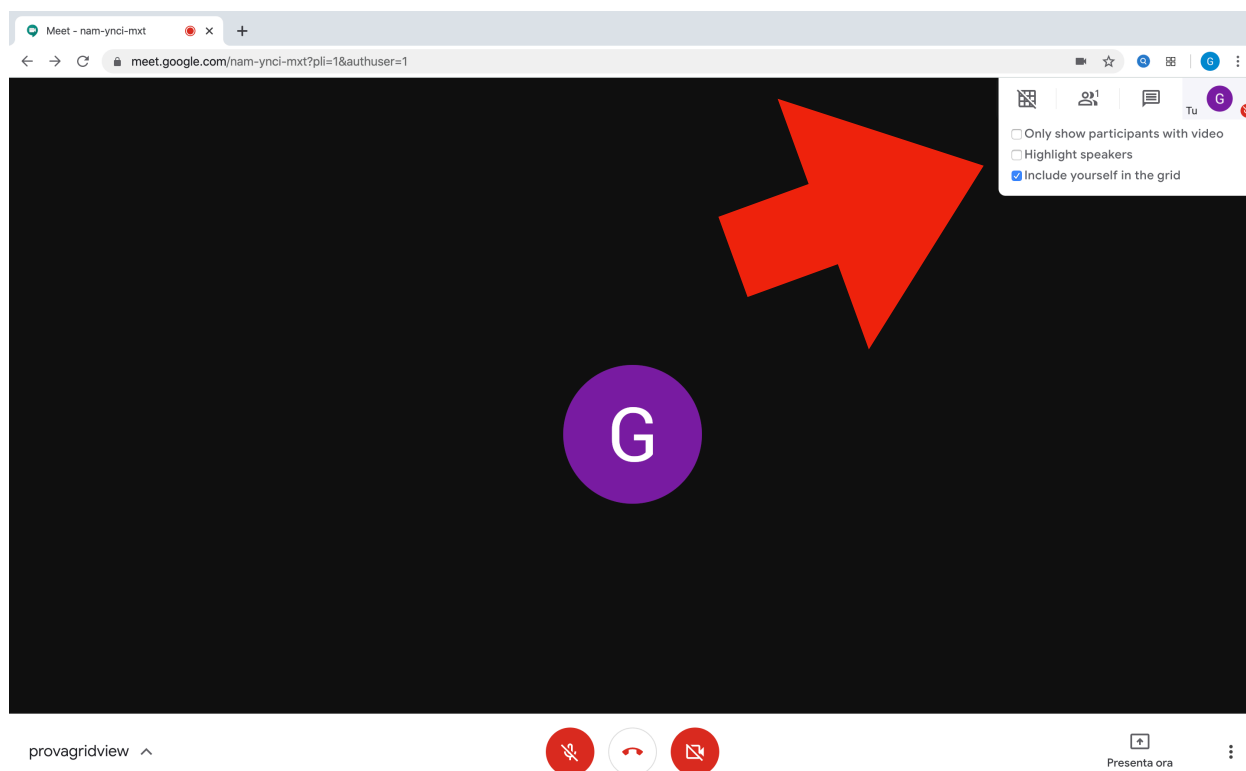 Meet - nam-ynci-mxt
meet.google.com/nam-ynci-mxt?pli=1&authuser=1
G
1
Tu
G
Only show participants with video
Highlight speakers
Include yourself in the grid
G
provagridview
Presenta ora